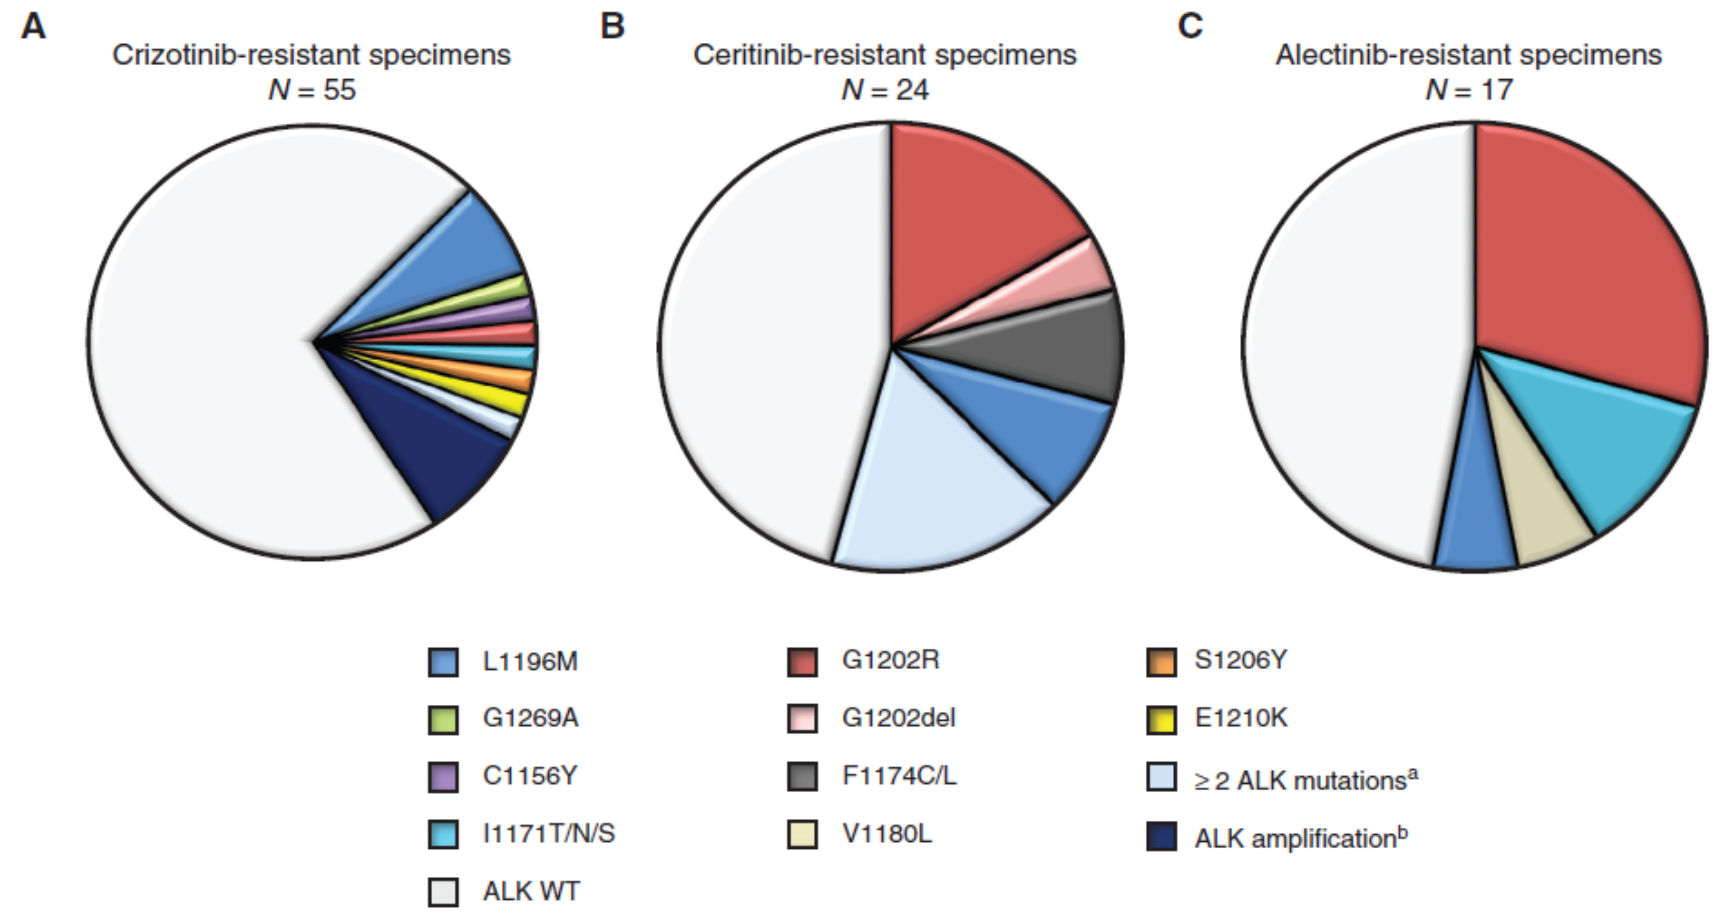 A
Crizotinib-resistant specimens
N = 55
B
Ceritinib-resistant specimens
N = 24
C
Alectinib-resistant specimens
N = 17
L1196M
G1269A
C1156Y
I1171T/N/S
ALK WT
G1202R
G1202del
F1174C/L
V1180L
S1206Y
E1210K
≥ 2 ALK mutationsᵃ
ALK amplificationᵇ